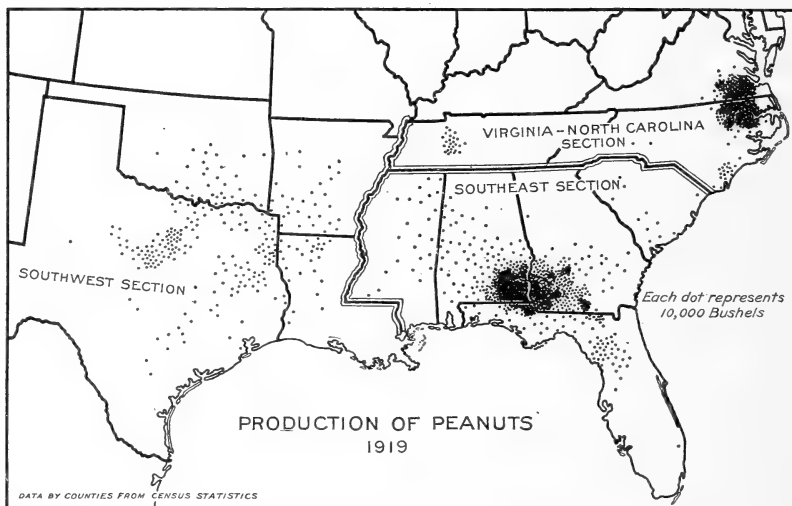 VIRGINIA–NORTH CAROLINA
SECTION
SOUTHEAST SECTION
SOUTHWEST SECTION
Each dot represents
10,000 Bushels
PRODUCTION OF PEANUTS
1919
DATA BY COUNTIES FROM CENSUS STATISTICS